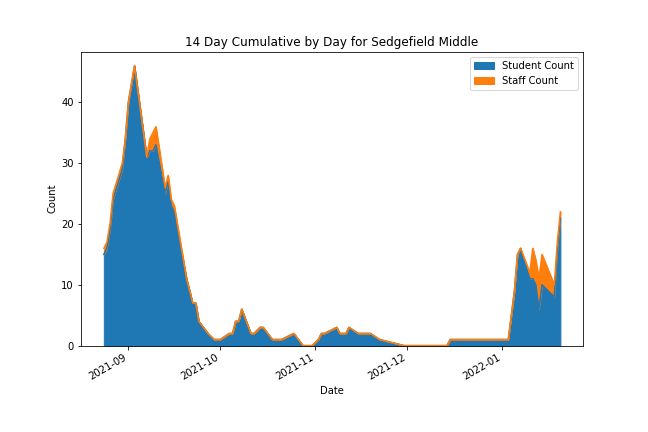 14 Day Cumulative by Day for Sedgefield Middle
Student Count
Staff Count
Count
40
30
20
10
0
2021-09
2021-10
2021-11
2021-12
2022-01
Date